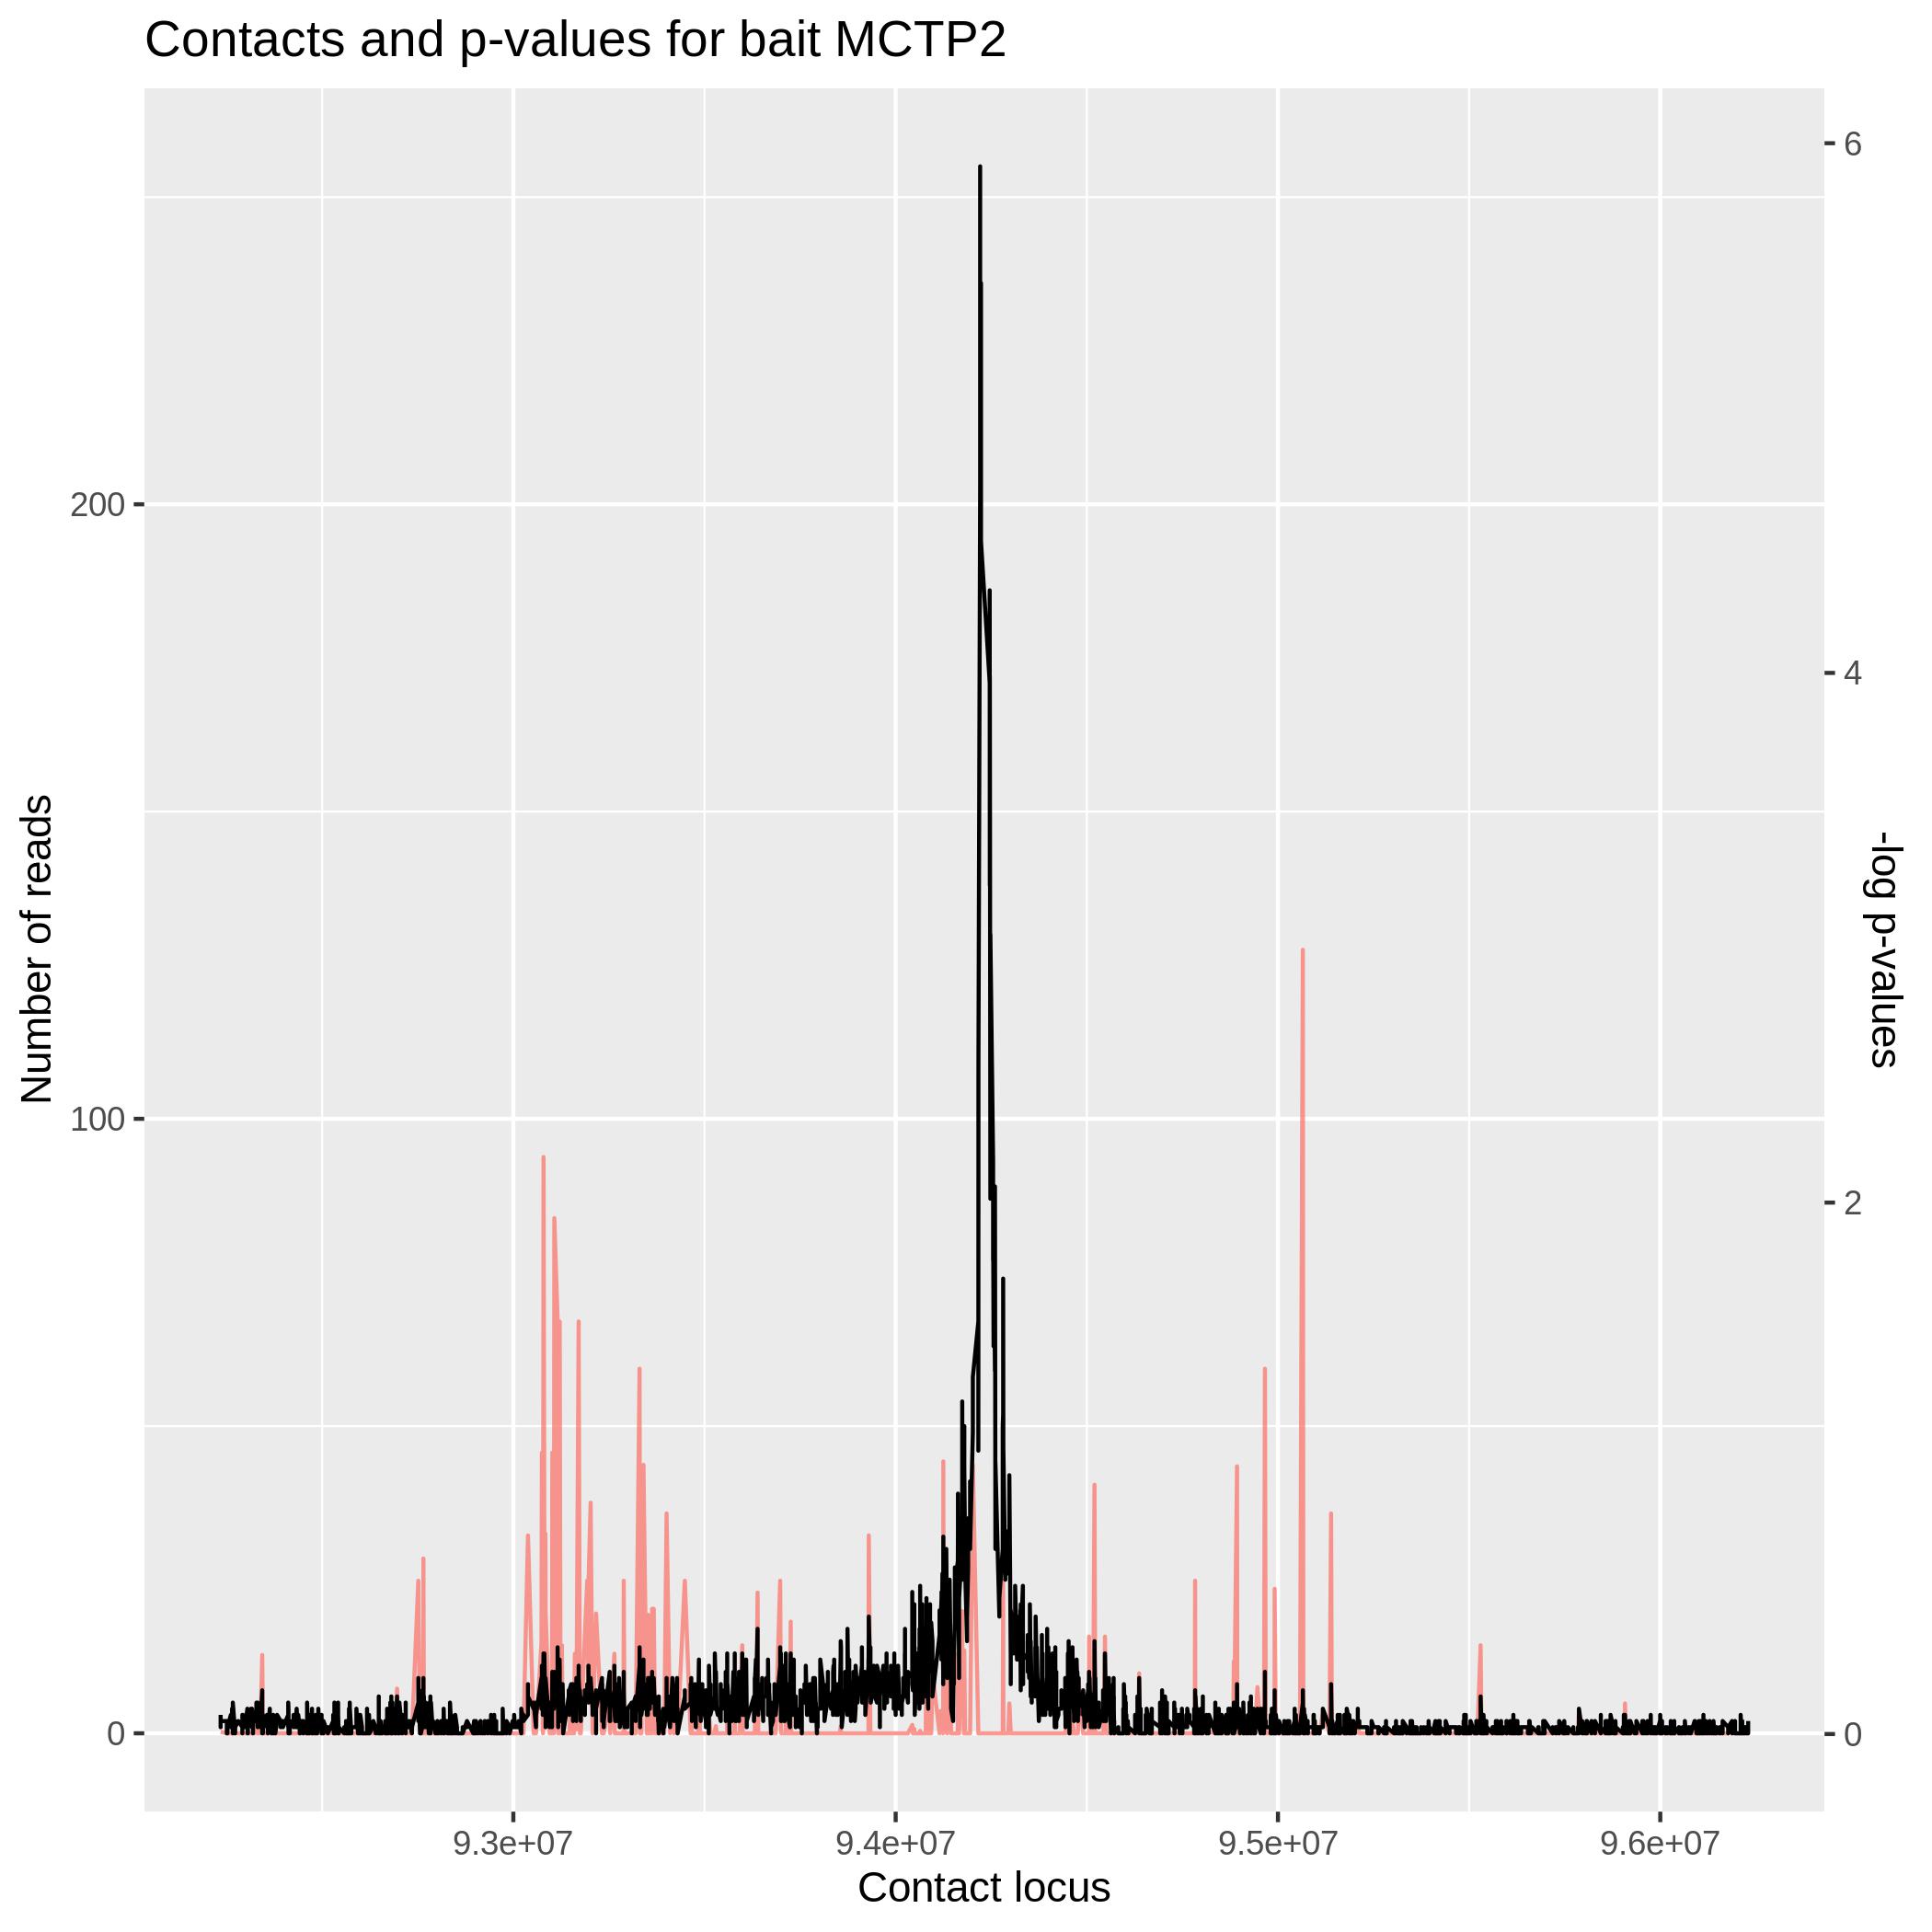 Contacts and p-values for bait MCTP2
6
200
4
Number of reads
-log p-values
100
2
0
0
9.3e+07
9.4e+07
9.5e+07
9.6e+07
Contact locus